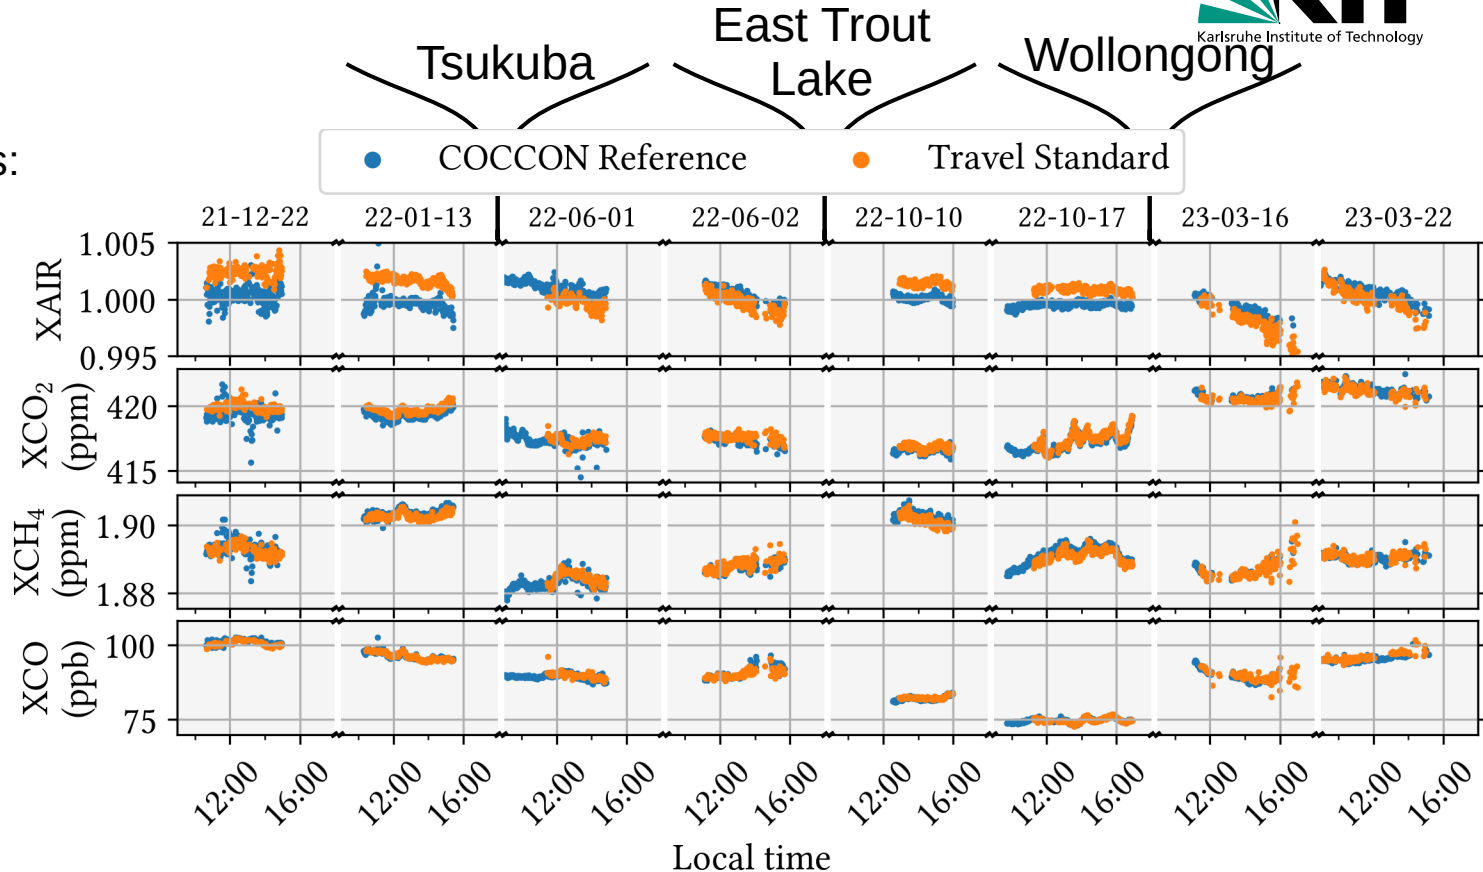 Karlsruhe Institute of Technology
Tsukuba
East Trout
Lake
Wollongong
s:
COCCON Reference
Travel Standard
21-12-22 22-01-13 22-06-01 22-06-02 22-10-10 22-10-17 23-03-16 23-03-22
XAIR
1.005
1.000
0.995
XCO₂
(ppm)
420
415
XCH₄
(ppm)
1.90
1.88
XCO
(ppb)
100
75
12:00 16:00 12:00 16:00 12:00 16:00 12:00 16:00 12:00 16:00 12:00 16:00 12:00 16:00 12:00 16:00
Local time